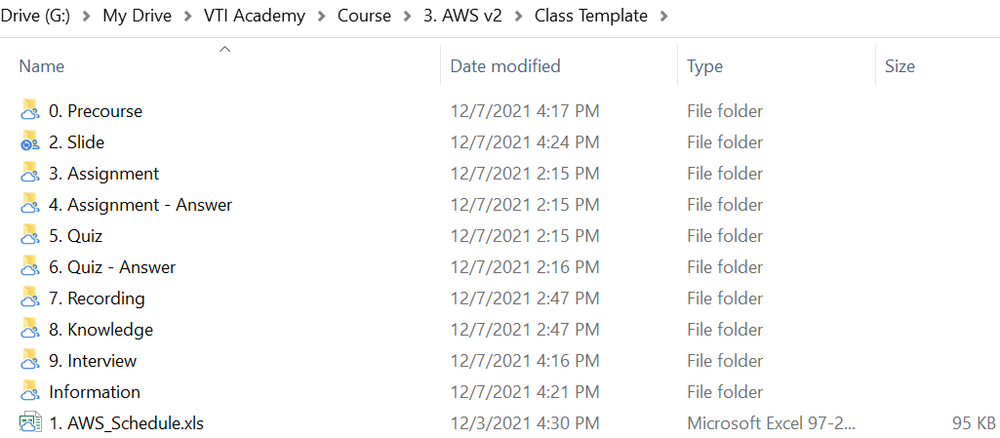 Drive (G:) > My Drive > VTI Academy > Course > 3. AWS v2 > Class Template >
Name Date modified Type Size
0. Precourse 12/7/2021 4:17 PM File folder
2. Slide 12/7/2021 4:24 PM File folder
3. Assignment 12/7/2021 2:15 PM File folder
4. Assignment - Answer 12/7/2021 2:15 PM File folder
5. Quiz 12/7/2021 2:15 PM File folder
6. Quiz - Answer 12/7/2021 2:16 PM File folder
7. Recording 12/7/2021 2:47 PM File folder
8. Knowledge 12/7/2021 2:47 PM File folder
9. Interview 12/7/2021 4:16 PM File folder
Information 12/7/2021 4:21 PM File folder
1. AWS_Schedule.xls 12/3/2021 4:30 PM Microsoft Excel 97-2... 95 KB